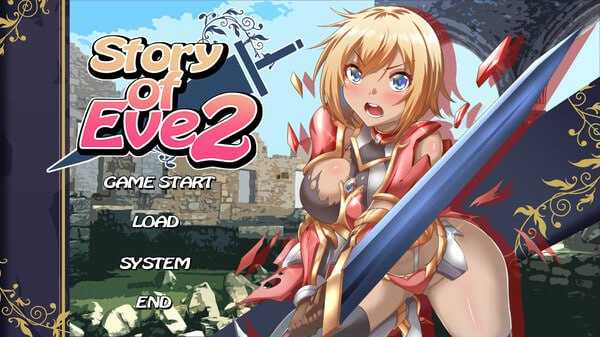 Story
of
Eve2
GAME START
LOAD
SYSTEM
END